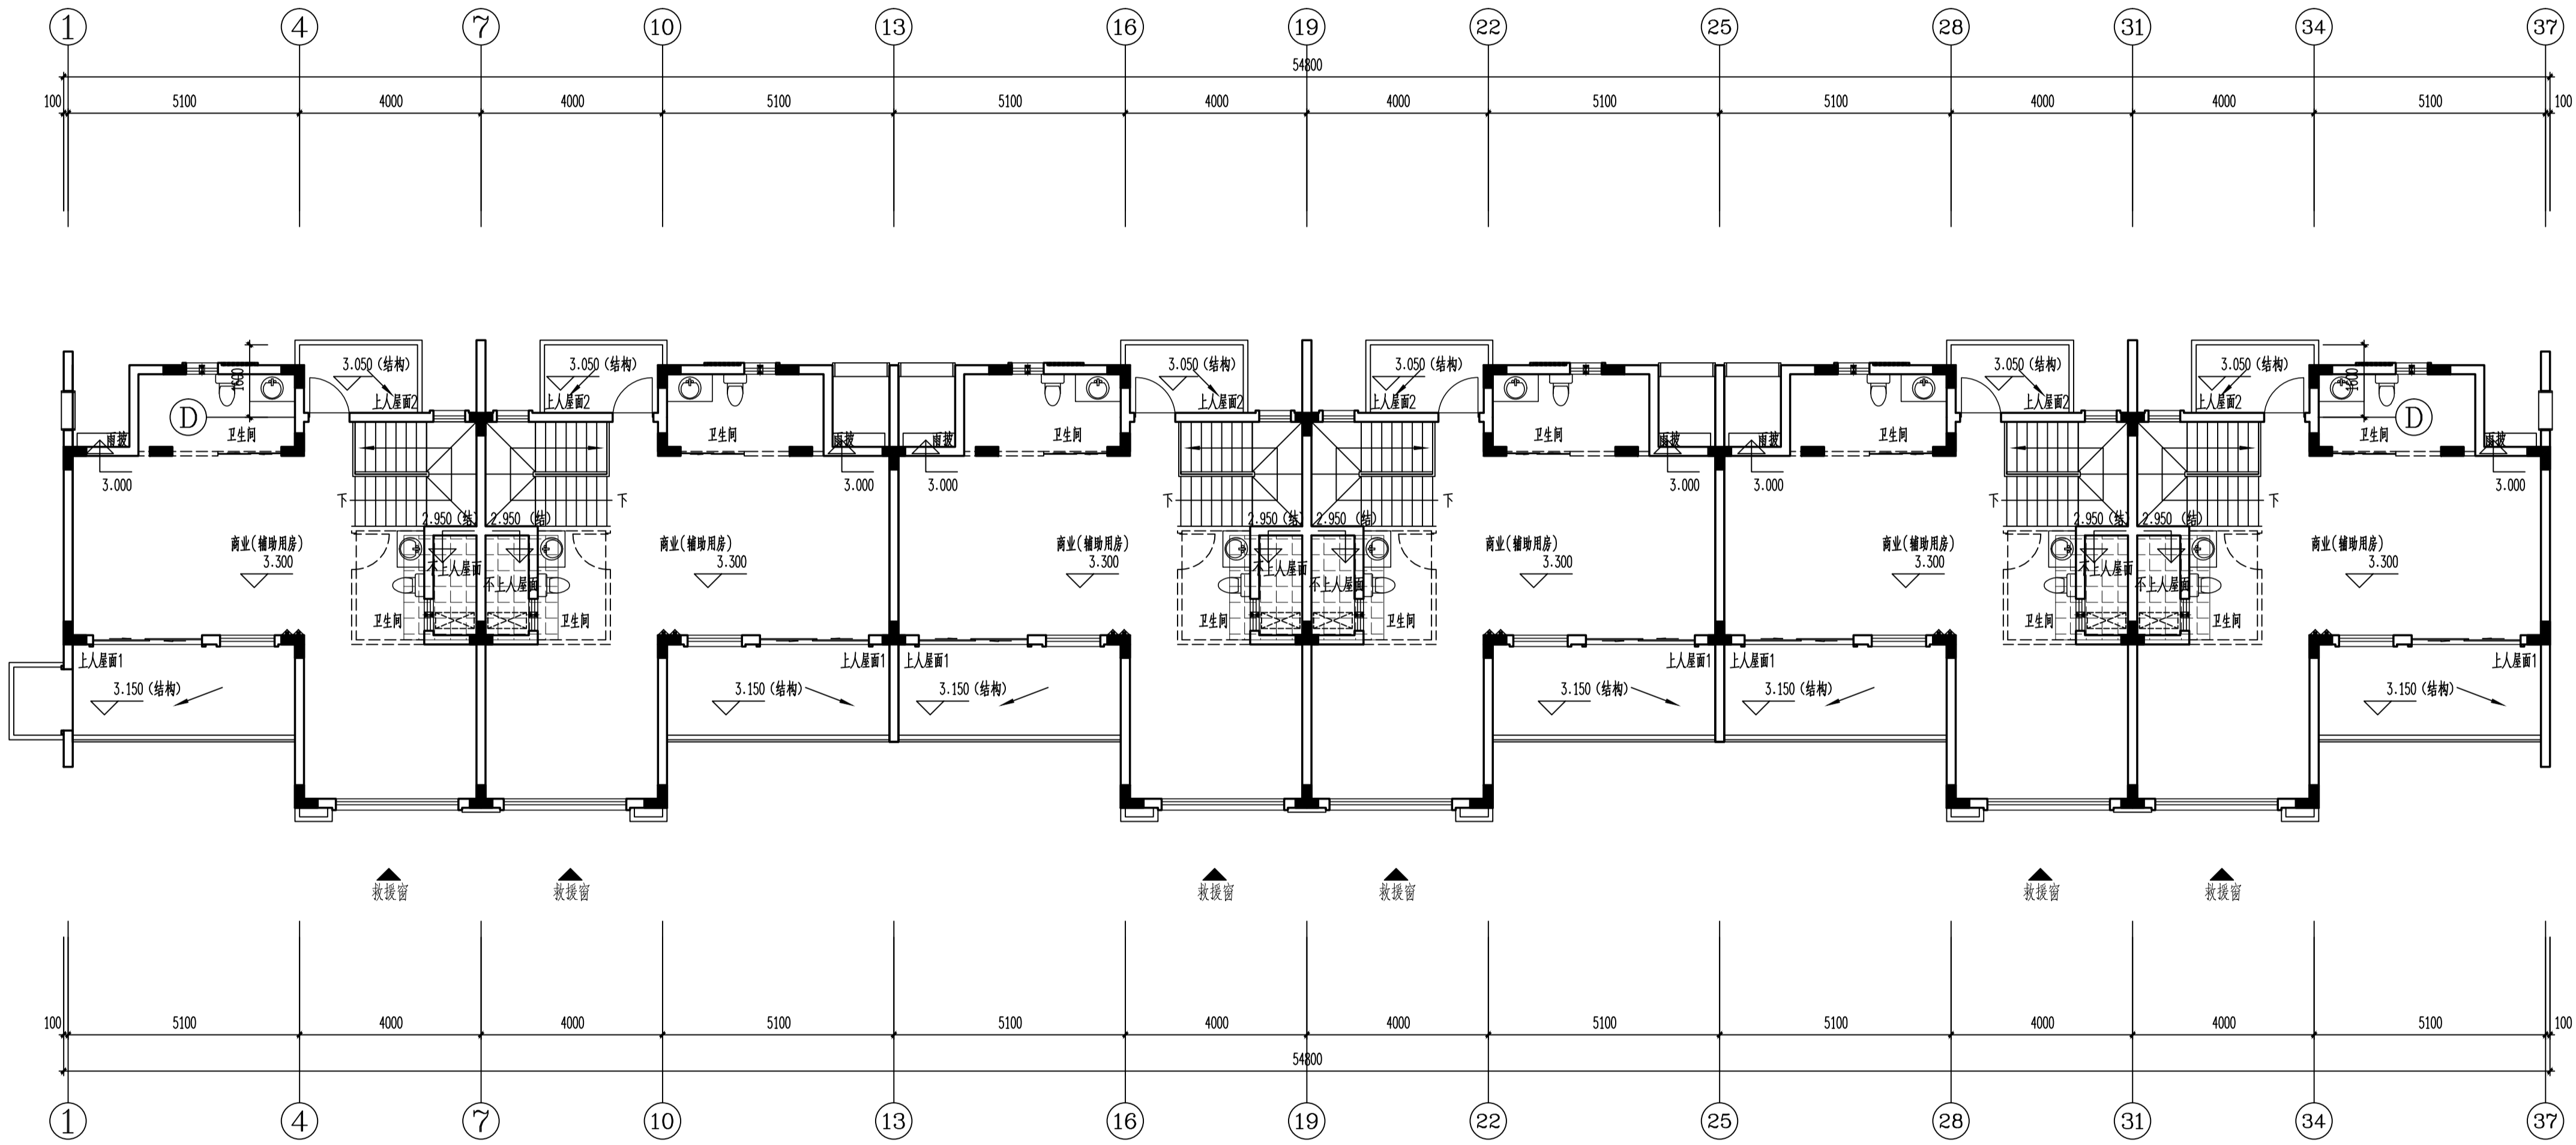 1 4 7 10 13 16 19 22 25 28 31 34 37
54800
100 5100 4000 4000 5100 5100 4000 4000 5100 5100 4000 4000 5100 100
3.050 (结构) 3.050 (结构) 3.050 (结构) 3.050 (结构) 3.050 (结构) 3.050 (结构)
1600 1600
上人屋面2 上人屋面2 上人屋面2 上人屋面2 上人屋面2 上人屋面2
D D
雨披 卫生间 卫生间 雨披 雨披 卫生间 卫生间 雨披 雨披 卫生间 卫生间 雨披
3.000 3.000 3.000 3.000 3.000 3.000
下 下 下 下 下 下
2.950 (结) 2.950 (结) 2.950 (结) 2.950 (结) 2.950 (结) 2.950 (结)
商业(辅助用房) 商业(辅助用房) 商业(辅助用房) 商业(辅助用房) 商业(辅助用房) 商业(辅助用房)
3.300 3.300 3.300 3.300 3.300 3.300
不上人屋面 不上人屋面 不上人屋面 不上人屋面 不上人屋面 不上人屋面
卫生间 卫生间 卫生间 卫生间 卫生间 卫生间
上人屋面1 上人屋面1 上人屋面1 上人屋面1 上人屋面1 上人屋面1
3.150 (结构) 3.150 (结构) 3.150 (结构) 3.150 (结构) 3.150 (结构) 3.150 (结构)
救援窗 救援窗 救援窗 救援窗 救援窗 救援窗
100 5100 4000 4000 5100 5100 4000 4000 5100 5100 4000 4000 5100 100
54800
1 4 7 10 13 16 19 22 25 28 31 34 37